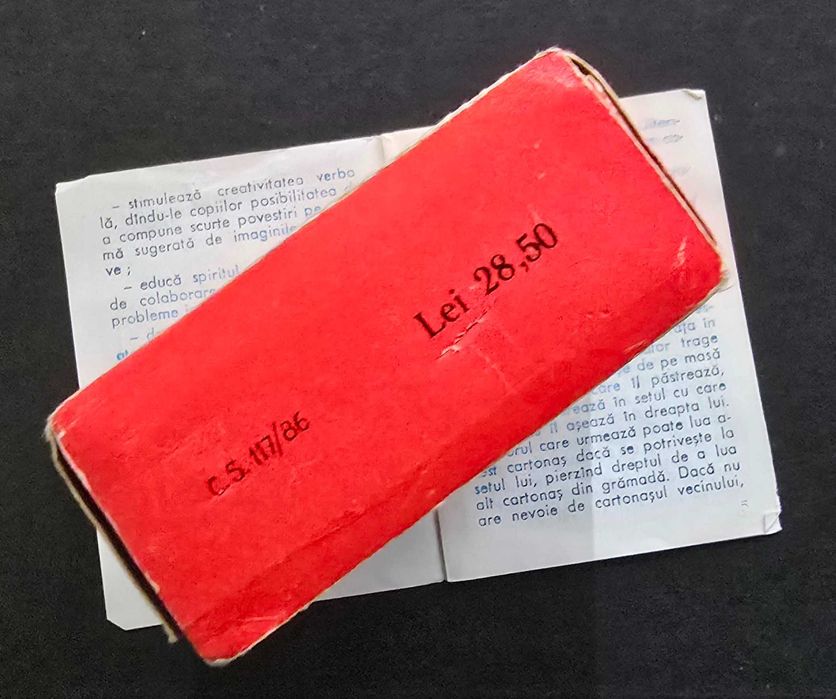 – stimulează creativitatea verba
lă, dîndu-le copiilor posibilitatea
a compune scurte povestiri pe
mă sugerată de imaginile
ve ;
– educă spiritul
de colaborare
probleme
Lei 28,50
C.S. 117/86
ața în
trage
de pe masă
care îl păstrează,
ează în setul cu care
îl așează în dreapta lui.
care urmează poate lua a-
est cartonaș dacă se potrivește la
setul lui, pierzînd dreptul de a lua
alt cartonaș din grămadă. Dacă nu
are nevoie de cartonașul vecinului,